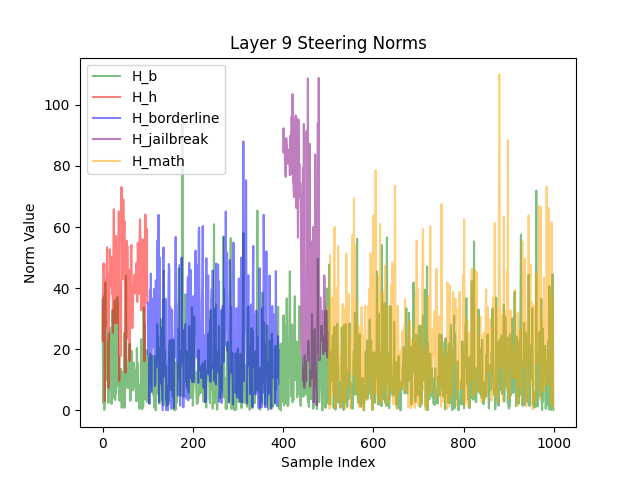 Layer 9 Steering Norms
H_b
H_h
H_borderline
H_jailbreak
H_math
Norm Value
100
80
60
40
20
0
0 200 400 600 800 1000
Sample Index